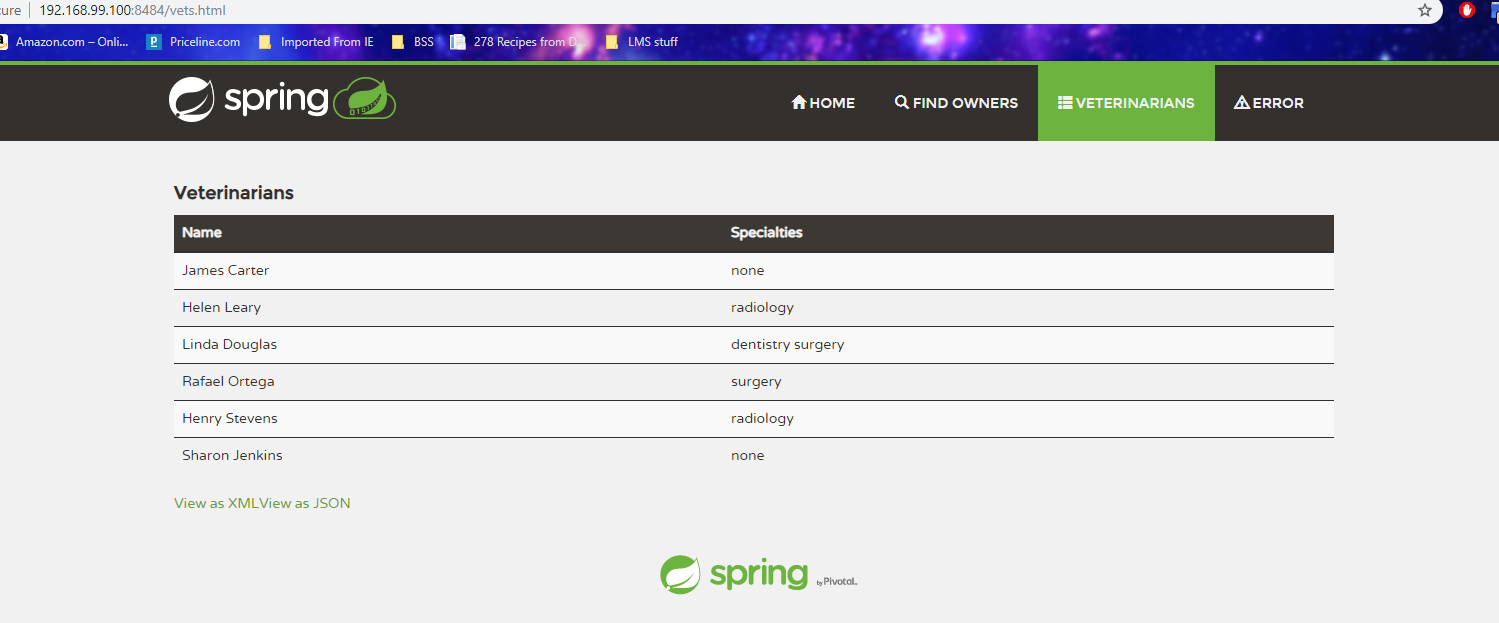 cure 192.168.99.100:8484/vets.html
Amazon.com – Onli... Priceline.com Imported From IE BSS 278 Recipes from D LMS stuff
spring HOME FIND OWNERS VETERINARIANS ERROR
Veterinarians
Name Specialties
James Carter none
Helen Leary radiology
Linda Douglas dentistry surgery
Rafael Ortega surgery
Henry Stevens radiology
Sharon Jenkins none
View as XMLView as JSON
spring by Pivotal